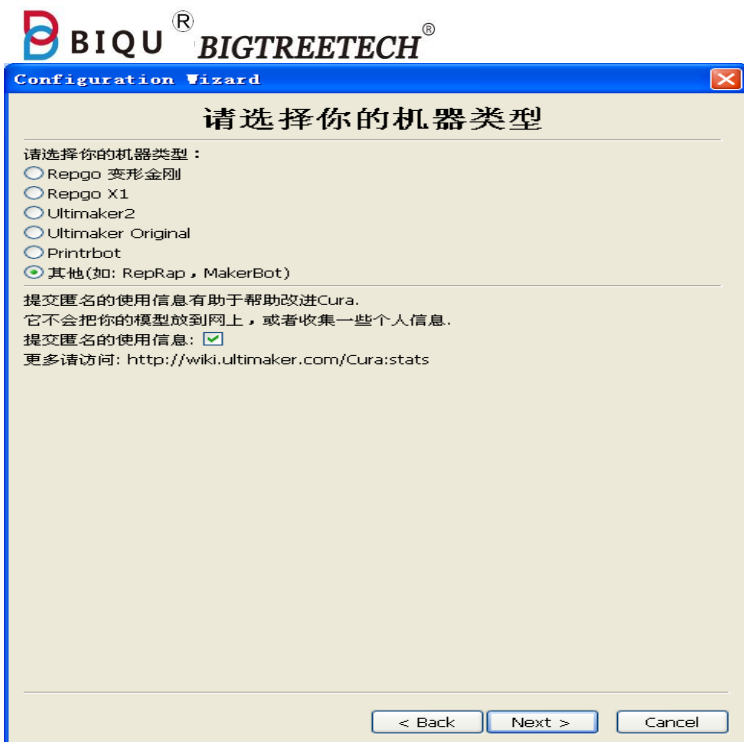 BIQU® BIGTREETECH®
Configuration Wizard
请选择你的机器类型
请选择你的机器类型：
Repgo 变形金刚
Repgo X1
Ultimaker2
Ultimaker Original
Printrbot
其他(如: RepRap，MakerBot)
提交匿名的使用信息有助于帮助改进Cura.
它不会把你的模型放到网上，或者收集一些个人信息.
提交匿名的使用信息:
更多请访问: http://wiki.ultimaker.com/Cura:stats
< Back Next > Cancel